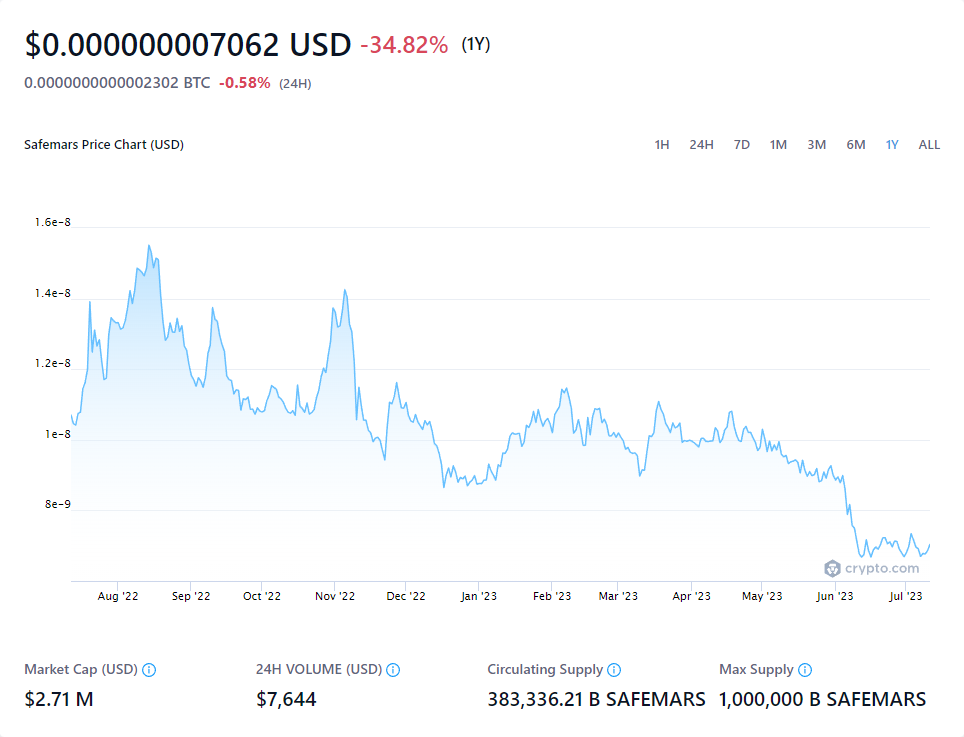 $0.000000007062 USD -34.82% (1Y)
0.0000000000002302 BTC -0.58% (24H)
Safemars Price Chart (USD) 1H 24H 7D 1M 3M 6M 1Y ALL
1.6e-8
1.4e-8
1.2e-8
1e-8
8e-9
crypto.com
Aug '22 Sep '22 Oct '22 Nov '22 Dec '22 Jan '23 Feb '23 Mar '23 Apr '23 May '23 Jun '23 Jul '23
Market Cap (USD) 24H VOLUME (USD) Circulating Supply Max Supply
$2.71 M $7,644 383,336.21 B SAFEMARS 1,000,000 B SAFEMARS